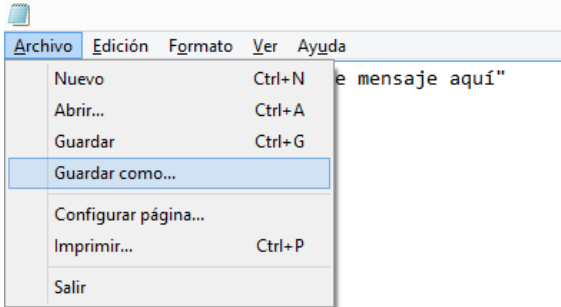 Archivo Edición Formato Ver Ayuda
Nuevo Ctrl+N e mensaje aquí"
Abrir... Ctrl+A
Guardar Ctrl+G
Guardar como...
Configurar página...
Imprimir... Ctrl+P
Salir